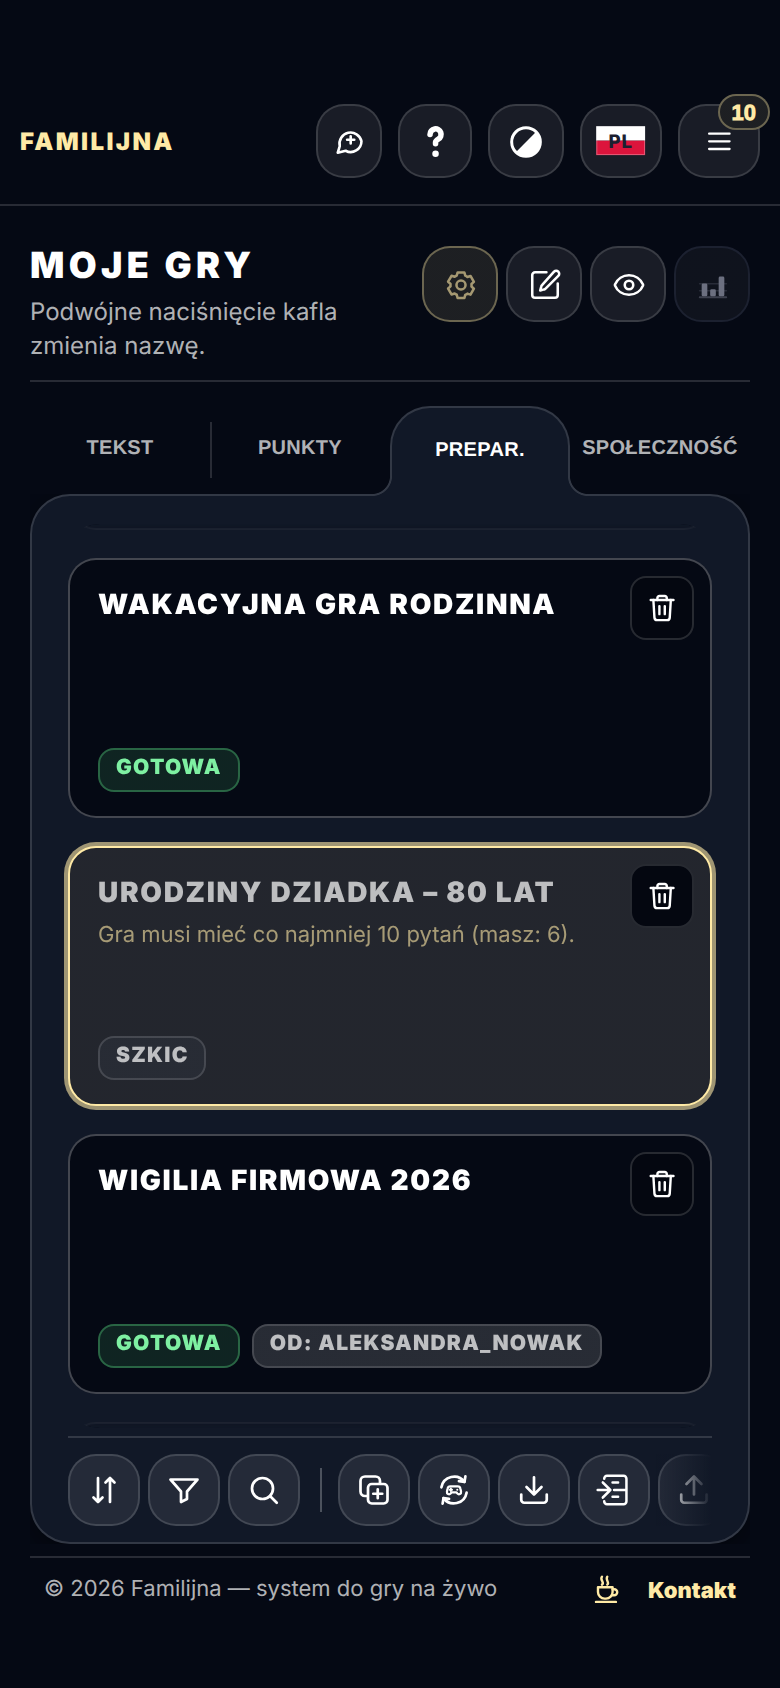 FAMILIJNA
?
PL
10
MOJE GRY
Podwójne naciśnięcie kafla
zmienia nazwę.
TEKST
PUNKTY
PREPAR.
SPOŁECZNOŚĆ
WAKACYJNA GRA RODZINNA
GOTOWA
URODZINY DZIADKA – 80 LAT
Gra musi mieć co najmniej 10 pytań (masz: 6).
SZKIC
WIGILIA FIRMOWA 2026
GOTOWA
OD: ALEKSANDRA_NOWAK
© 2026 Familijna — system do gry na żywo
Kontakt